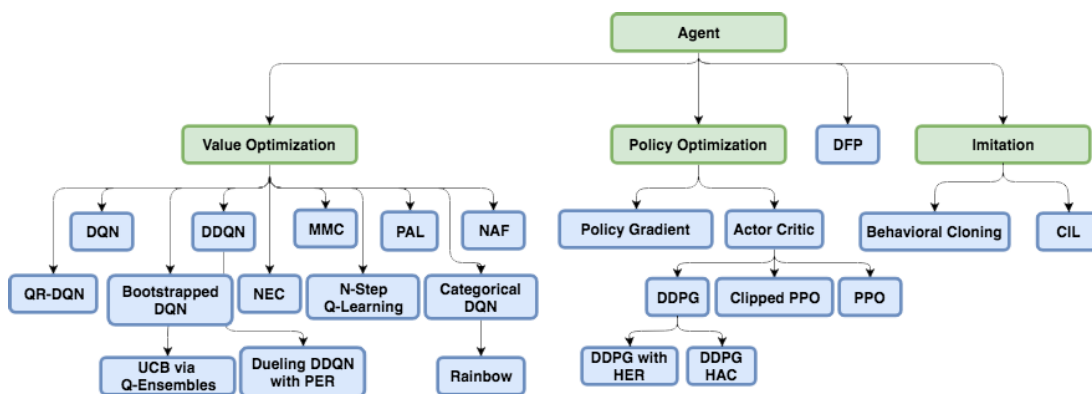 Agent
Value Optimization
Policy Optimization
DFP
Imitation
DQN
DDQN
MMC
PAL
NAF
Policy Gradient
Actor Critic
Behavioral Cloning
CIL
QR-DQN
Bootstrapped
DQN
NEC
N-Step
Q-Learning
Categorical
DQN
DDPG
Clipped PPO
PPO
UCB via
Q-Ensembles
Dueling DDQN
with PER
Rainbow
DDPG with
HER
DDPG
HAC